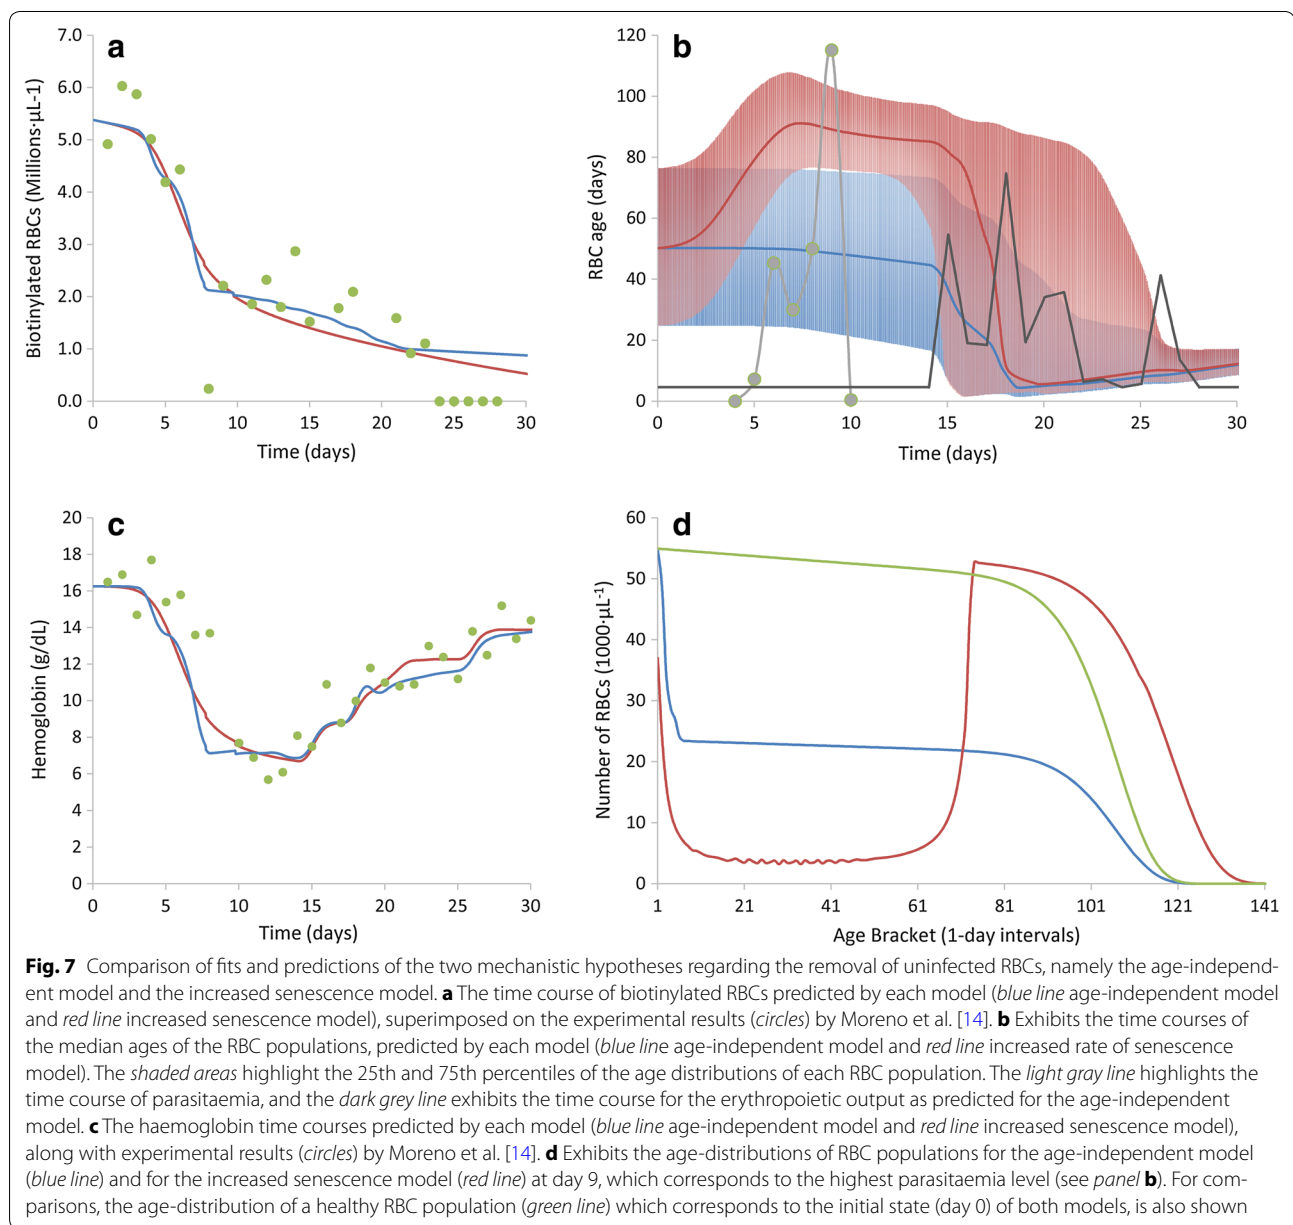 a
7.0
6.0
5.0
4.0
3.0
2.0
1.0
0.0
Biotinylated RBCs (Millions·µL-1)
0 5 10 15 20 25 30
Time (days)
b
120
100
80
60
40
20
0
RBC age (days)
0 5 10 15 20 25 30
Time (days)
c
20
18
16
14
12
10
8
6
4
2
0
Hemoglobin (g/dL)
0 5 10 15 20 25 30
Time (days)
d
60
50
40
30
20
10
0
Number of RBCs (1000·µL-1)
1 21 41 61 81 101 121 141
Age Bracket (1-day intervals)
Fig. 7 Comparison of fits and predictions of the two mechanistic hypotheses regarding the removal of uninfected RBCs, namely the age-independ-
ent model and the increased senescence model. a The time course of biotinylated RBCs predicted by each model (blue line age-independent model
and red line increased senescence model), superimposed on the experimental results (circles) by Moreno et al. [14]. b Exhibits the time courses of
the median ages of the RBC populations, predicted by each model (blue line age-independent model and red line increased rate of senescence
model). The shaded areas highlight the 25th and 75th percentiles of the age distributions of each RBC population. The light gray line highlights the
time course of parasitaemia, and the dark grey line exhibits the time course for the erythropoietic output as predicted for the age-independent
model. c The haemoglobin time courses predicted by each model (blue line age-independent model and red line increased senescence model),
along with experimental results (circles) by Moreno et al. [14]. d Exhibits the age-distributions of RBC populations for the age-independent model
(blue line) and for the increased senescence model (red line) at day 9, which corresponds to the highest parasitaemia level (see panel b). For com-
parisons, the age-distribution of a healthy RBC population (green line) which corresponds to the initial state (day 0) of both models, is also shown